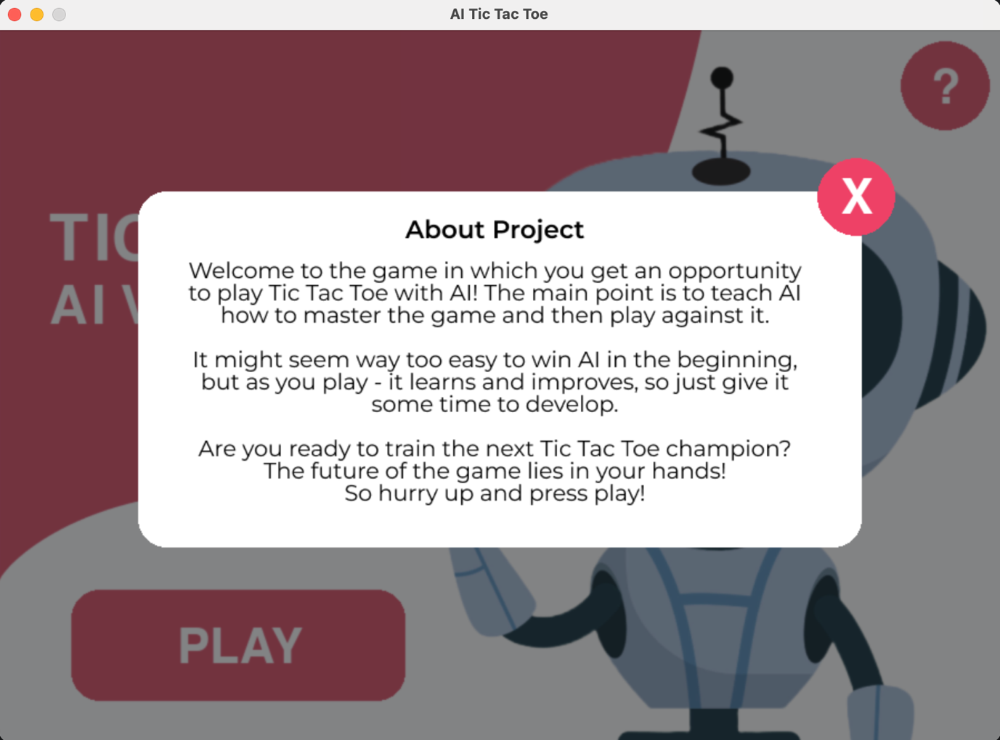 AI Tic Tac Toe
?
X
About Project
Welcome to the game in which you get an opportunity
to play Tic Tac Toe with AI! The main point is to teach AI
how to master the game and then play against it.
It might seem way too easy to win AI in the beginning,
but as you play - it learns and improves, so just give it
some time to develop.
Are you ready to train the next Tic Tac Toe champion?
The future of the game lies in your hands!
So hurry up and press play!
TIC
AI
PLAY